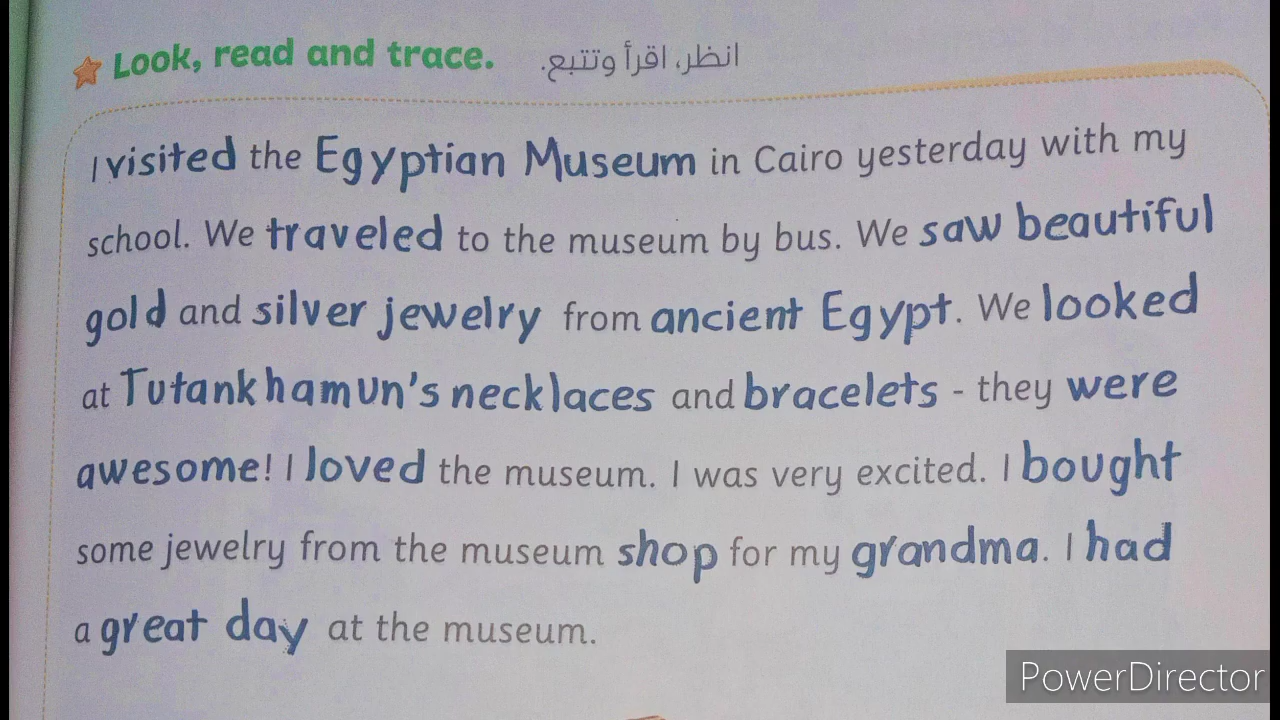 Look, read and trace. انظر، اقرأ وتتبع.
I visited the Egyptian Museum in Cairo yesterday with my
school. We traveled to the museum by bus. We saw beautiful
gold and silver jewelry from ancient Egypt. We looked
at Tutankhamun's necklaces and bracelets - they were
awesome! I loved the museum. I was very excited. I bought
some jewelry from the museum shop for my grandma. I had
a great day at the museum.
PowerDirector